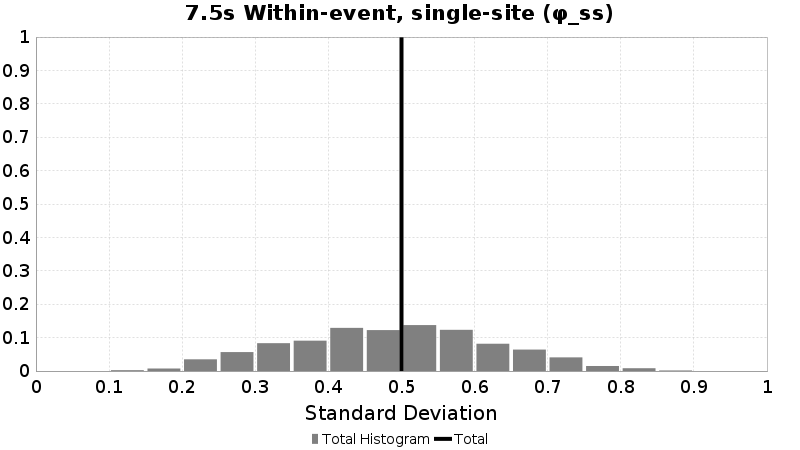 7.5s Within-event, single-site (φ_ss)
1
0.9
0.8
0.7
0.6
0.5
0.4
0.3
0.2
0.1
0
0 0.1 0.2 0.3 0.4 0.5 0.6 0.7 0.8 0.9 1
Standard Deviation
Total Histogram Total